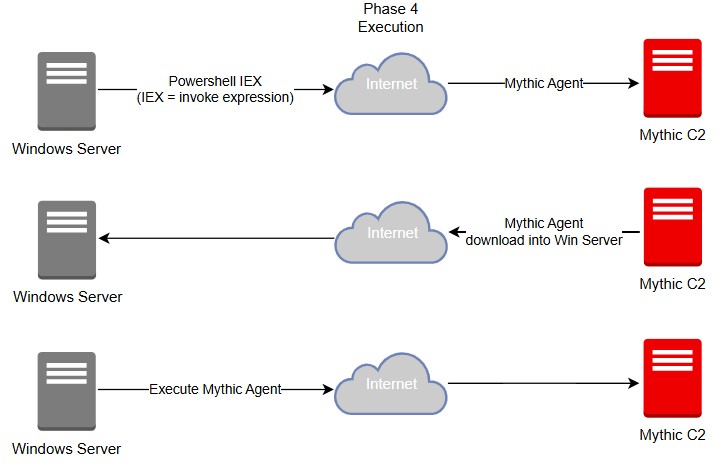 Phase 4
Execution
Powershell IEX
(IEX = invoke expression)
Internet
Mythic Agent
Windows Server
Mythic C2
Internet
Mythic Agent
download into Win Server
Windows Server
Mythic C2
Execute Mythic Agent
Internet
Windows Server
Mythic C2